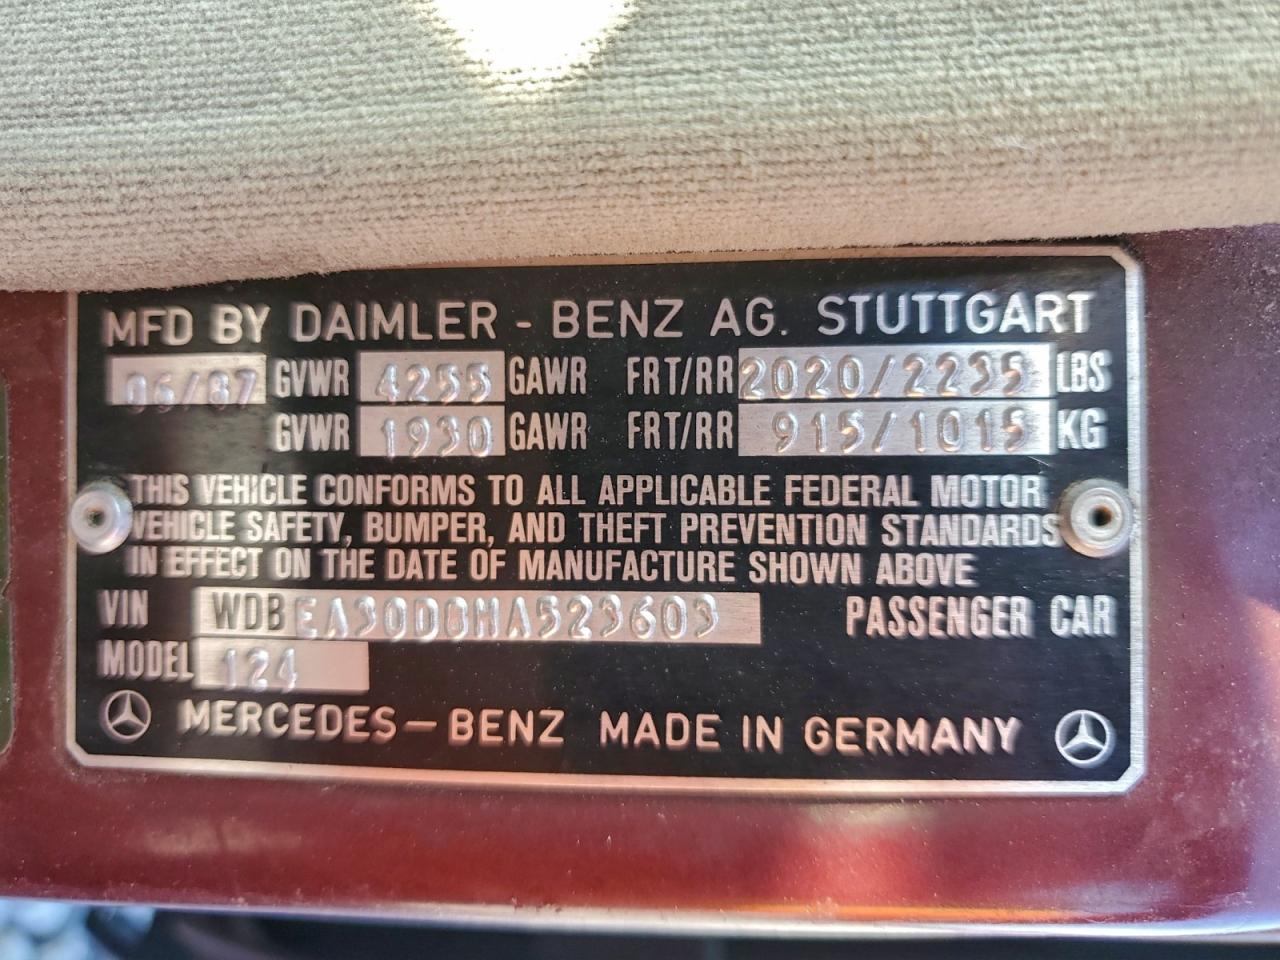 MFD BY DAIMLER - BENZ AG. STUTTGART
06/87 GVWR 4255 GAWR FRT/RR 2020/2235 LBS
GVWR 1930 GAWR FRT/RR 915/1015 KG
THIS VEHICLE CONFORMS TO ALL APPLICABLE FEDERAL MOTOR
VEHICLE SAFETY, BUMPER, AND THEFT PREVENTION STANDARDS
IN EFFECT ON THE DATE OF MANUFACTURE SHOWN ABOVE
VIN WDBEA30D8HA523603 PASSENGER CAR
MODEL 124
MERCEDES-BENZ MADE IN GERMANY